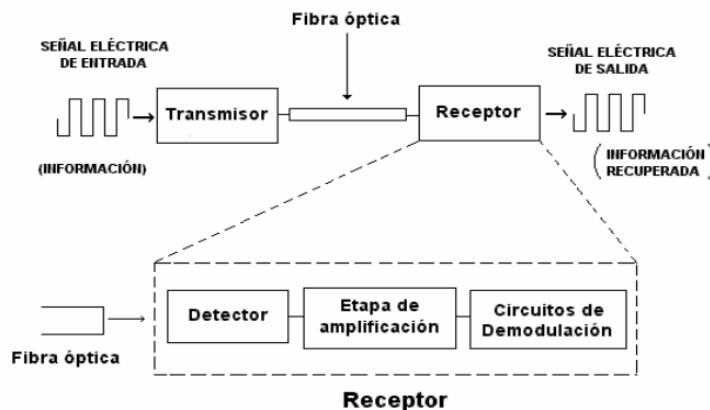 Fibra óptica
SEÑAL ELÉCTRICA
DE ENTRADA
SEÑAL ELÉCTRICA
DE SALIDA
Transmisor
Receptor
(INFORMACIÓN)
(INFORMACIÓN
RECUPERADA)
Detector
Etapa de
amplificación
Circuitos de
Demodulación
Fibra óptica
Receptor